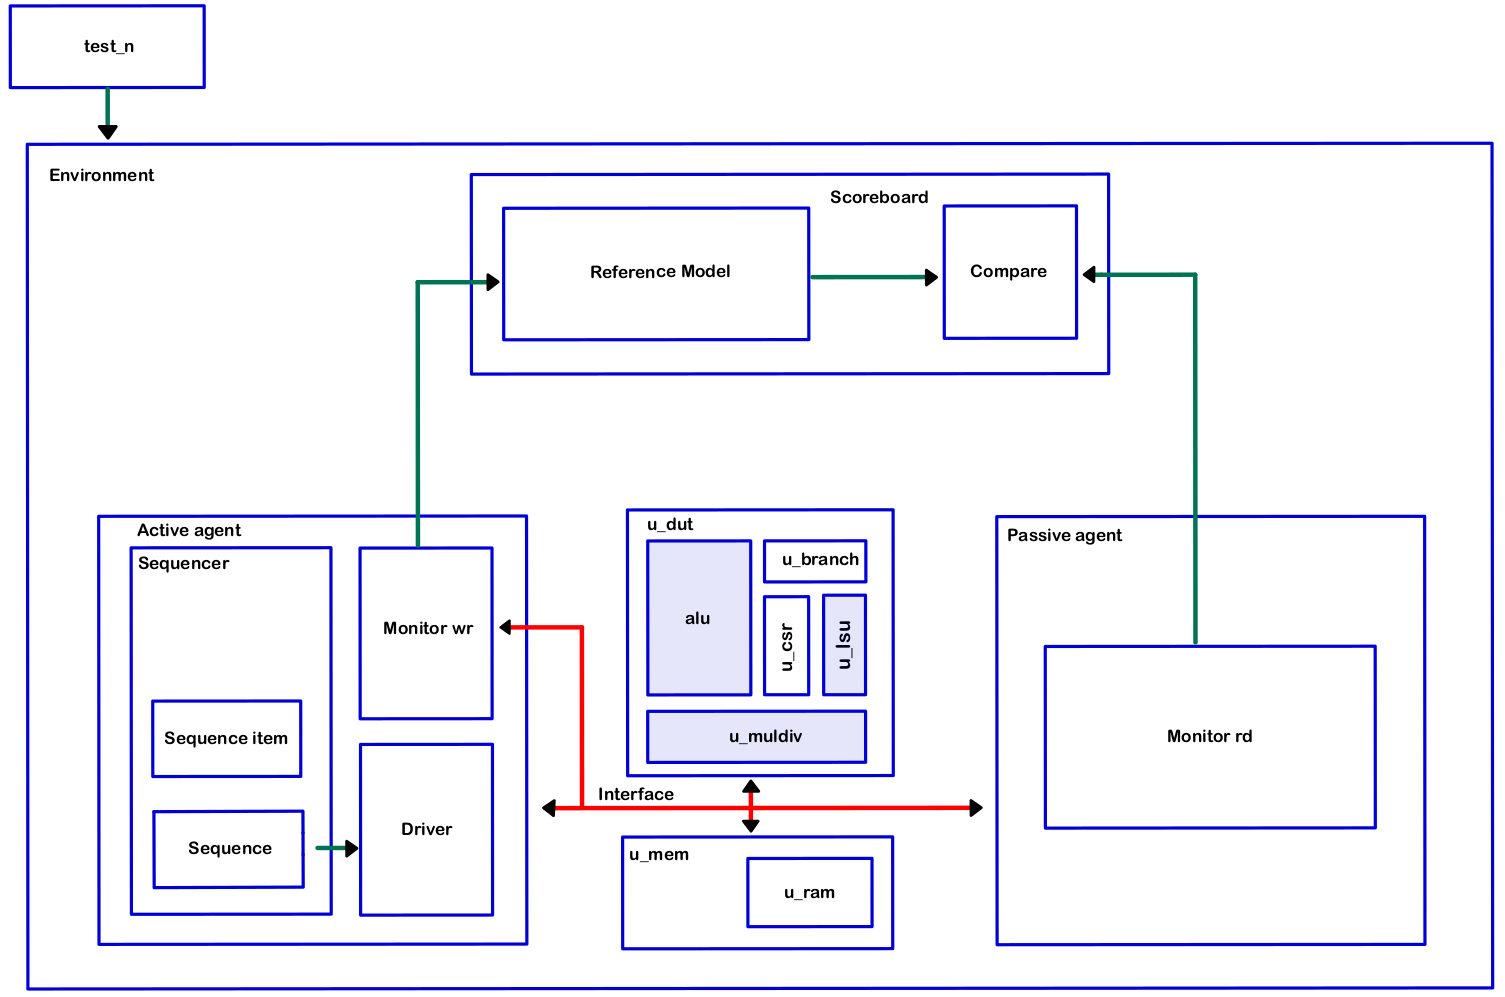 test_n
Environment
Scoreboard
Reference Model
Compare
Active agent
Sequencer
Monitor wr
Sequence item
Sequence
Driver
u_dut
alu
u_branch
u_csr
u_lsu
u_muldiv
Interface
u_mem
u_ram
Passive agent
Monitor rd